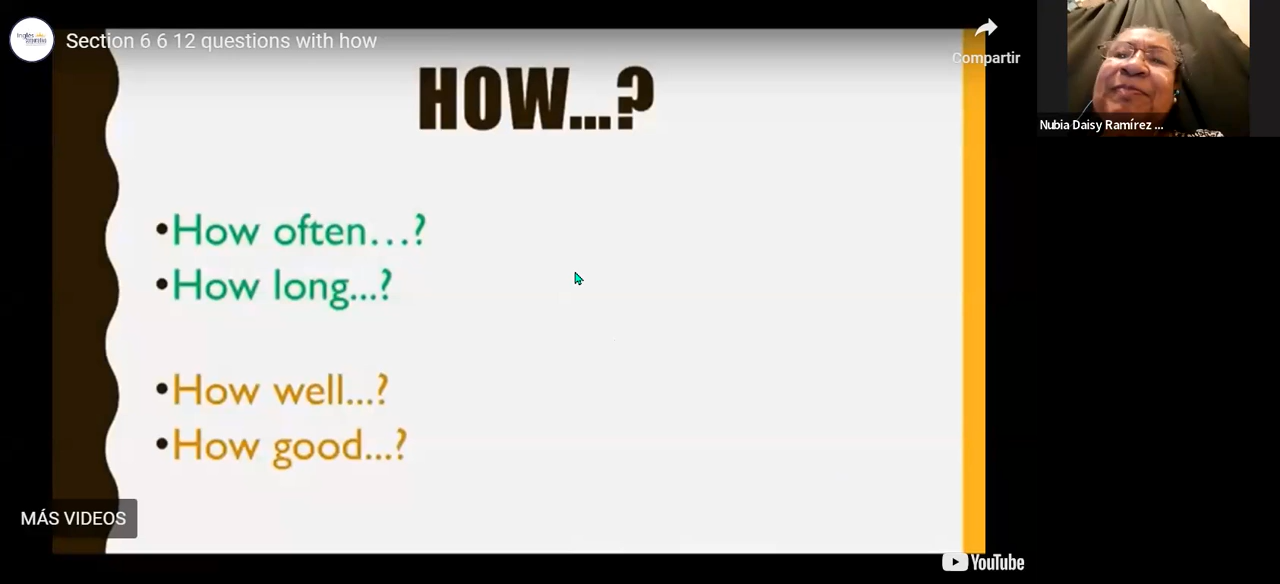 Section 6 6 12 questions with how
Compartir
HOW...?
Nubia Daisy Ramírez ...
•How often...?
•How long...?
•How well...?
•How good...?
MÁS VIDEOS
YouTube